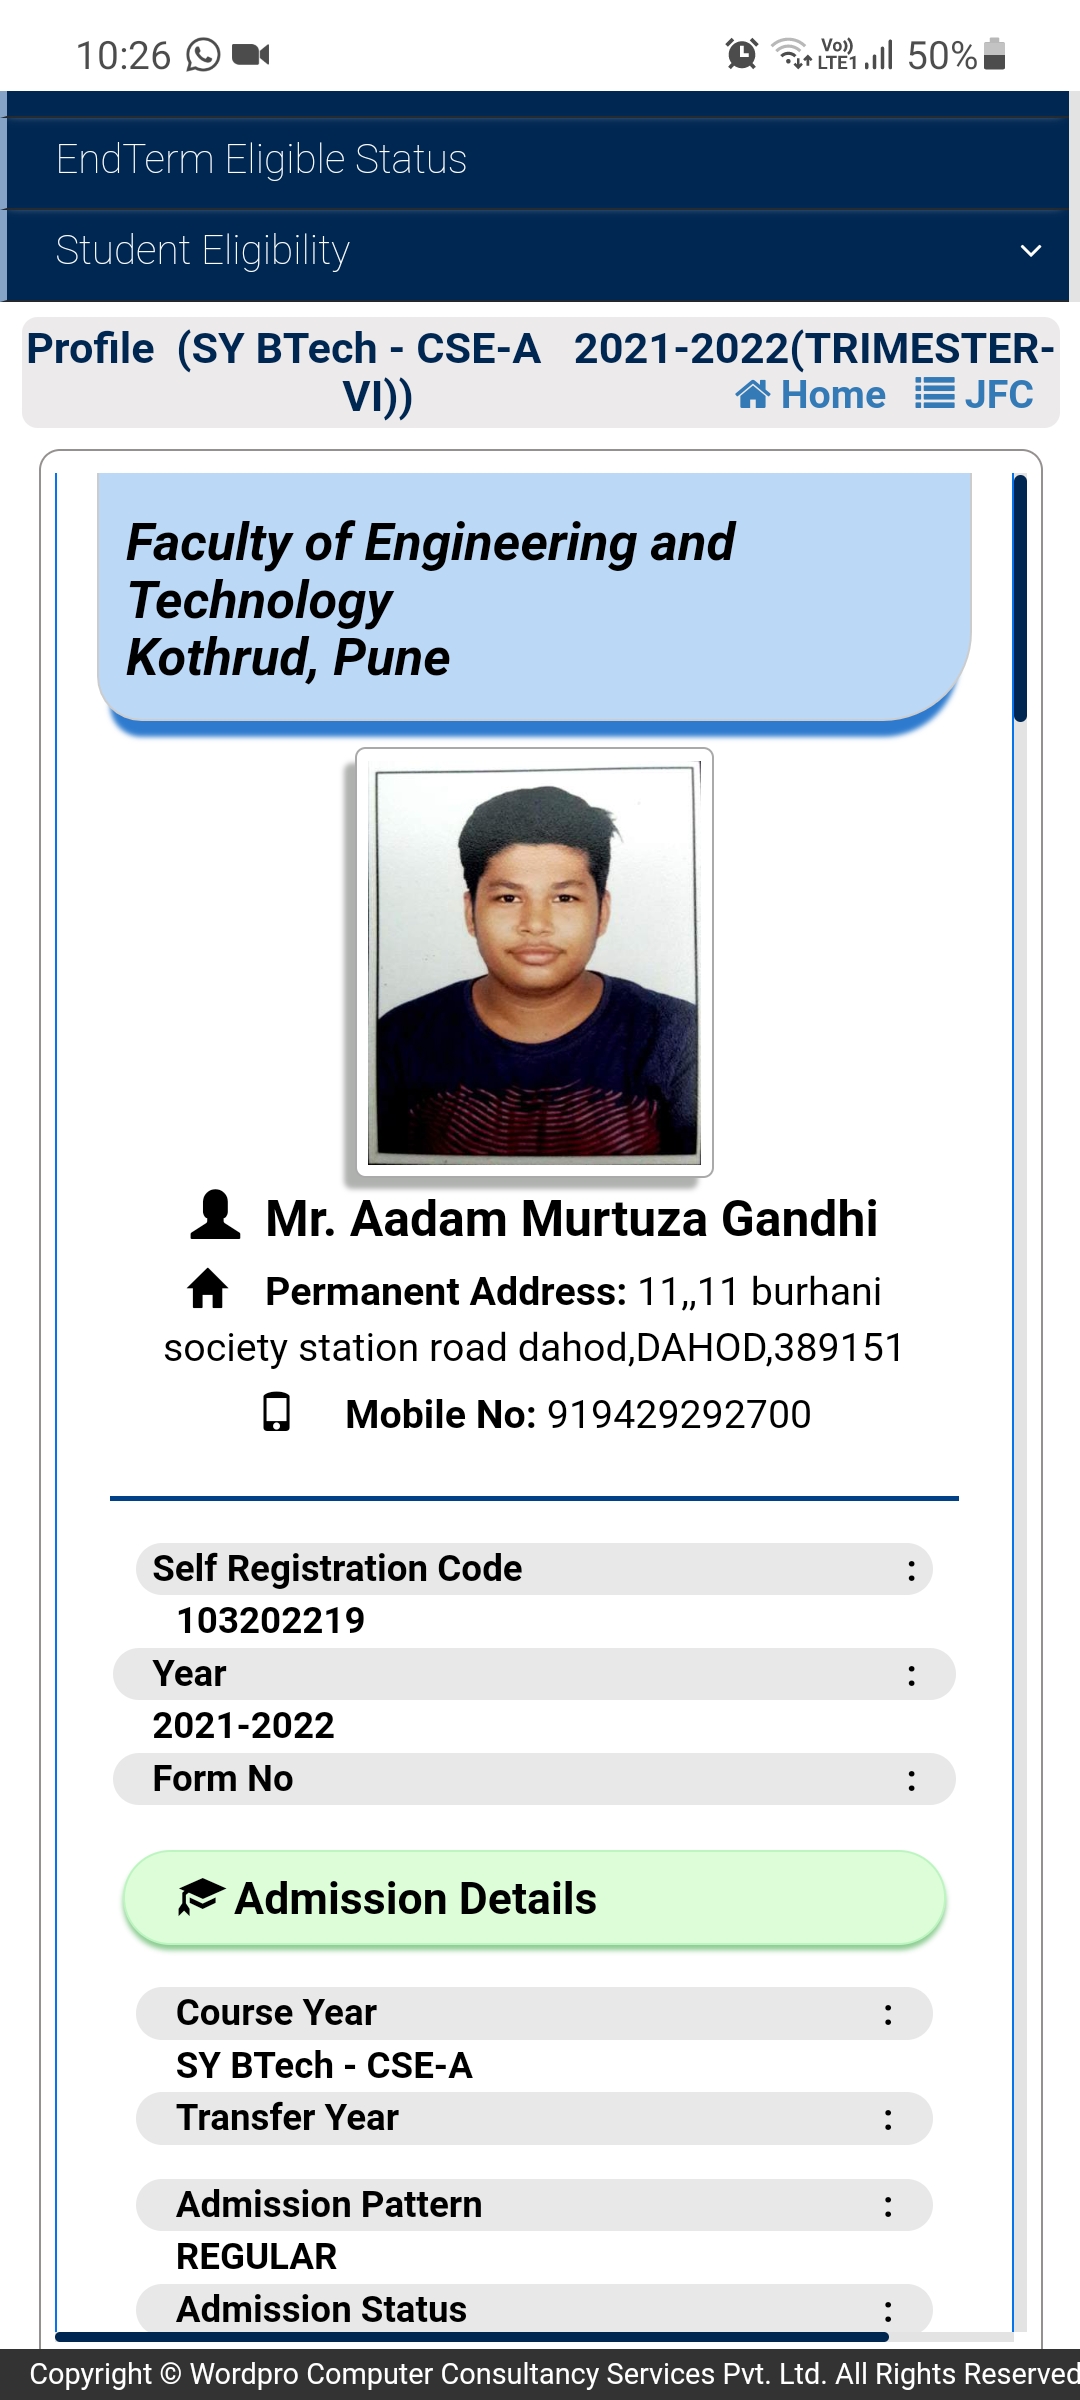 10:26 Vo)) LTE1 50%
EndTerm Eligible Status
Student Eligibility
Profile (SY BTech - CSE-A 2021-2022(TRIMESTER-
VI)) Home JFC
Faculty of Engineering and
Technology
Kothrud, Pune
Mr. Aadam Murtuza Gandhi
Permanent Address: 11,,11 burhani
society station road dahod,DAHOD,389151
Mobile No: 919429292700
Self Registration Code :
103202219
Year :
2021-2022
Form No :
Admission Details
Course Year :
SY BTech - CSE-A
Transfer Year :
Admission Pattern :
REGULAR
Admission Status :
Copyright © Wordpro Computer Consultancy Services Pvt. Ltd. All Rights Reserved